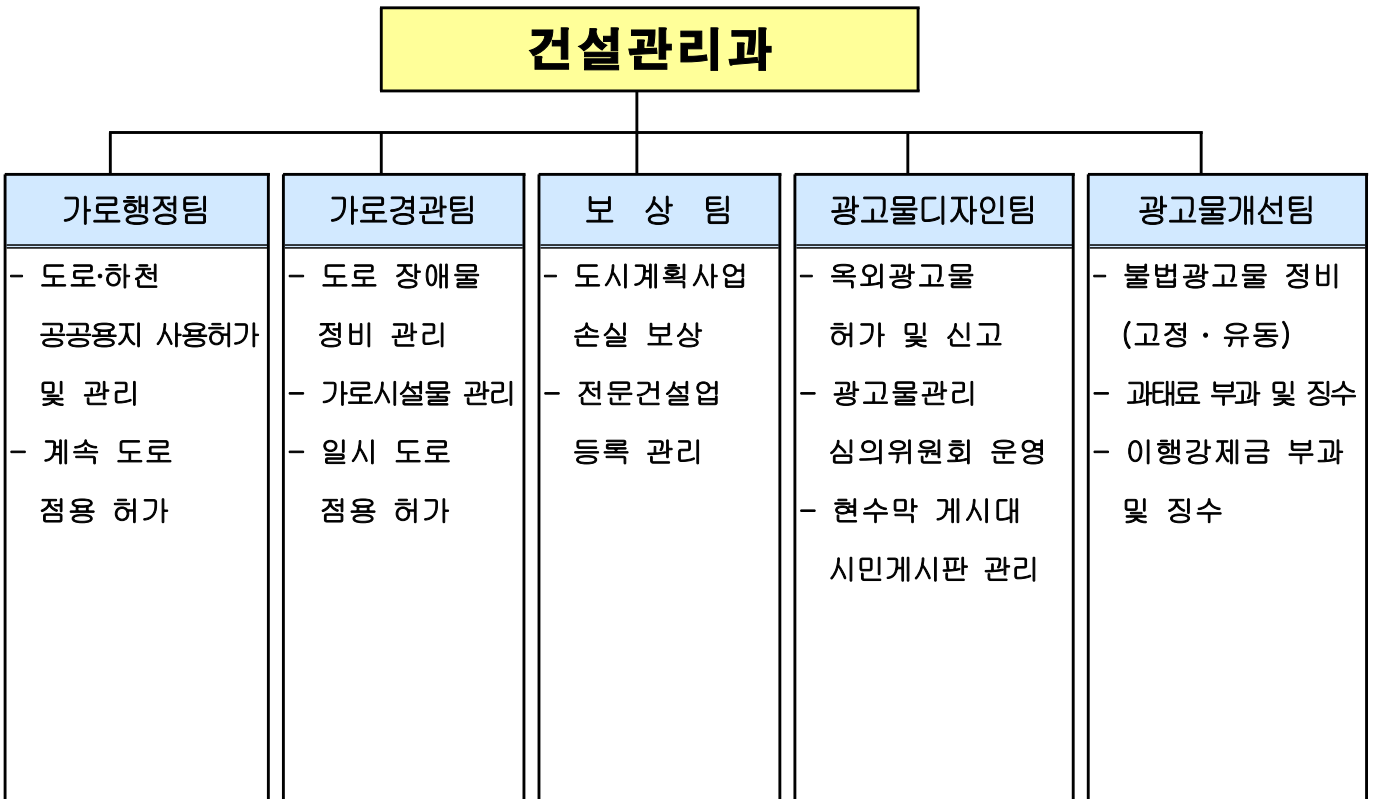 건설관리과
가로행정팀
- 도로·하천
공공용지 사용허가
및 관리
- 계속 도로
점용 허가
가로경관팀
- 도로 장애물
정비 관리
- 가로시설물 관리
- 일시 도로
점용 허가
보 상 팀
- 도시계획사업
손실 보상
- 전문건설업
등록 관리
광고물디자인팀
- 옥외광고물
허가 및 신고
- 광고물관리
심의위원회 운영
- 현수막 게시대
시민게시판 관리
광고물개선팀
- 불법광고물 정비
(고정 · 유동)
- 과태료 부과 및 징수
- 이행강제금 부과
및 징수